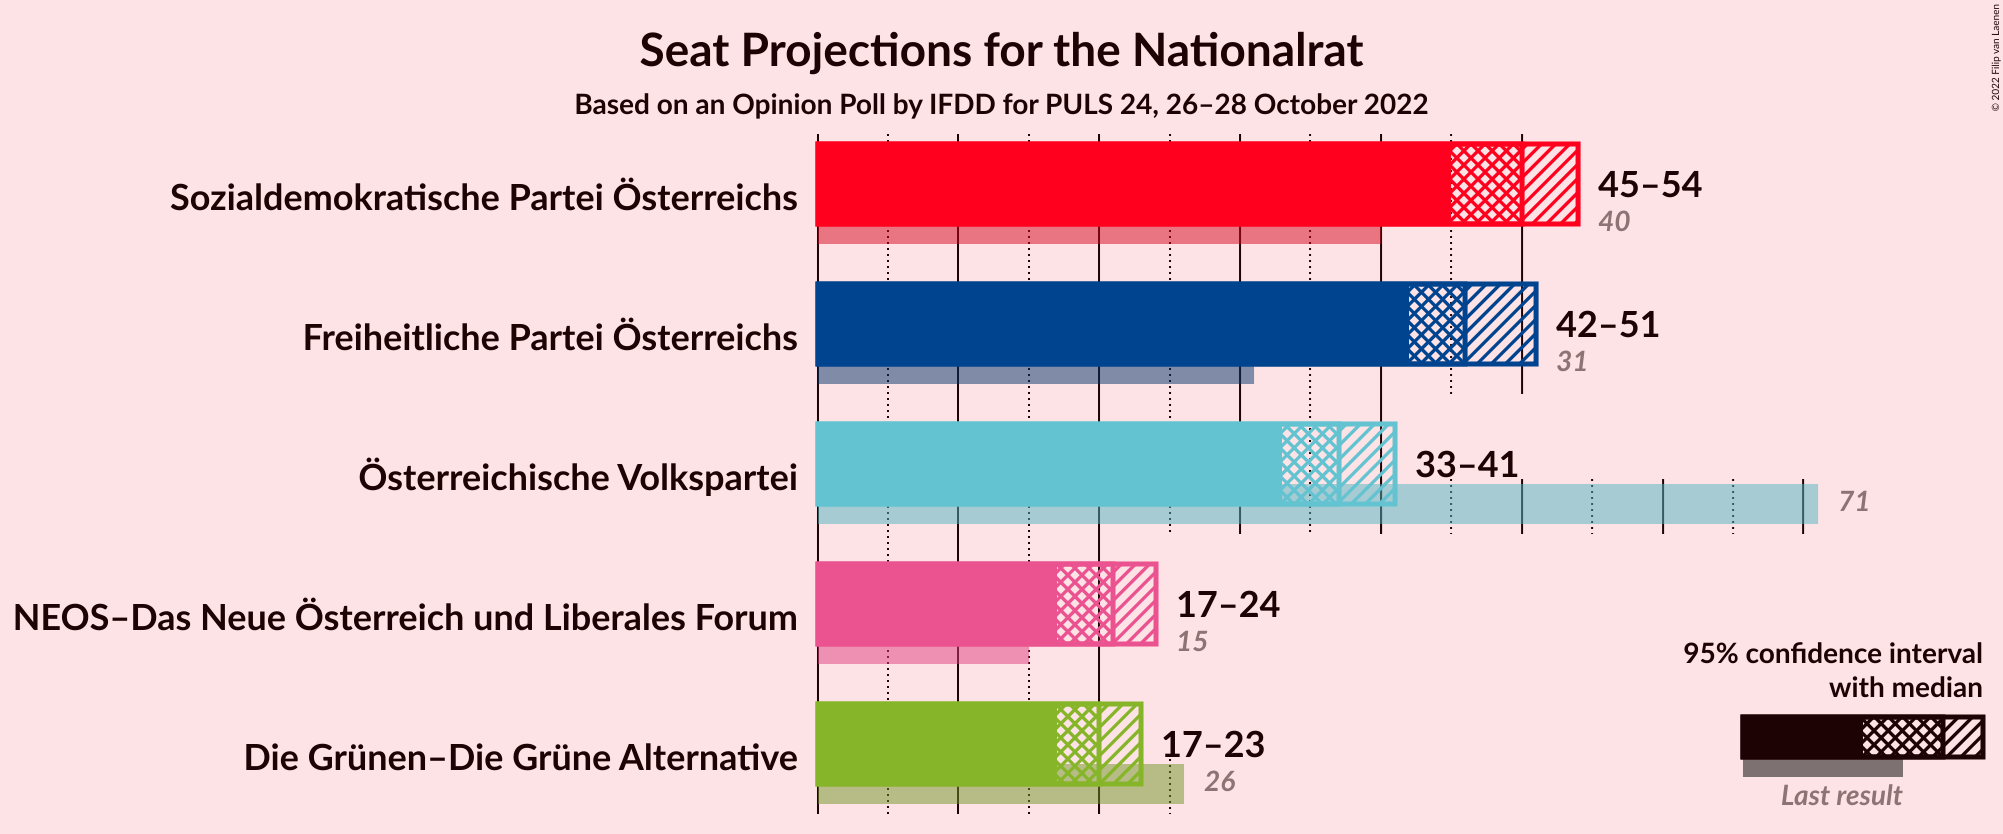 Seat Projections for the Nationalrat
Based on an Opinion Poll by IFDD for PULS 24, 26–28 October 2022
© 2022 Filip van Laenen
Sozialdemokratische Partei Österreichs
45–54
40
Freiheitliche Partei Österreichs
42–51
31
Österreichische Volkspartei
33–41
71
NEOS–Das Neue Österreich und Liberales Forum
17–24
15
Die Grünen–Die Grüne Alternative
17–23
26
95% confidence interval
with median
Last result